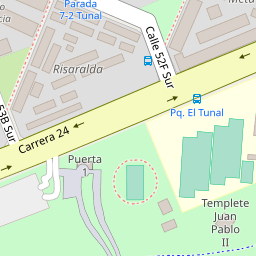 Parada
7-2 Tunal
Meta
Risaralda
Calle 52F Sur
Pq. El Tunal
53B Sur
Carrera 24
Puerta
1
Templete
Juan
Pablo
II